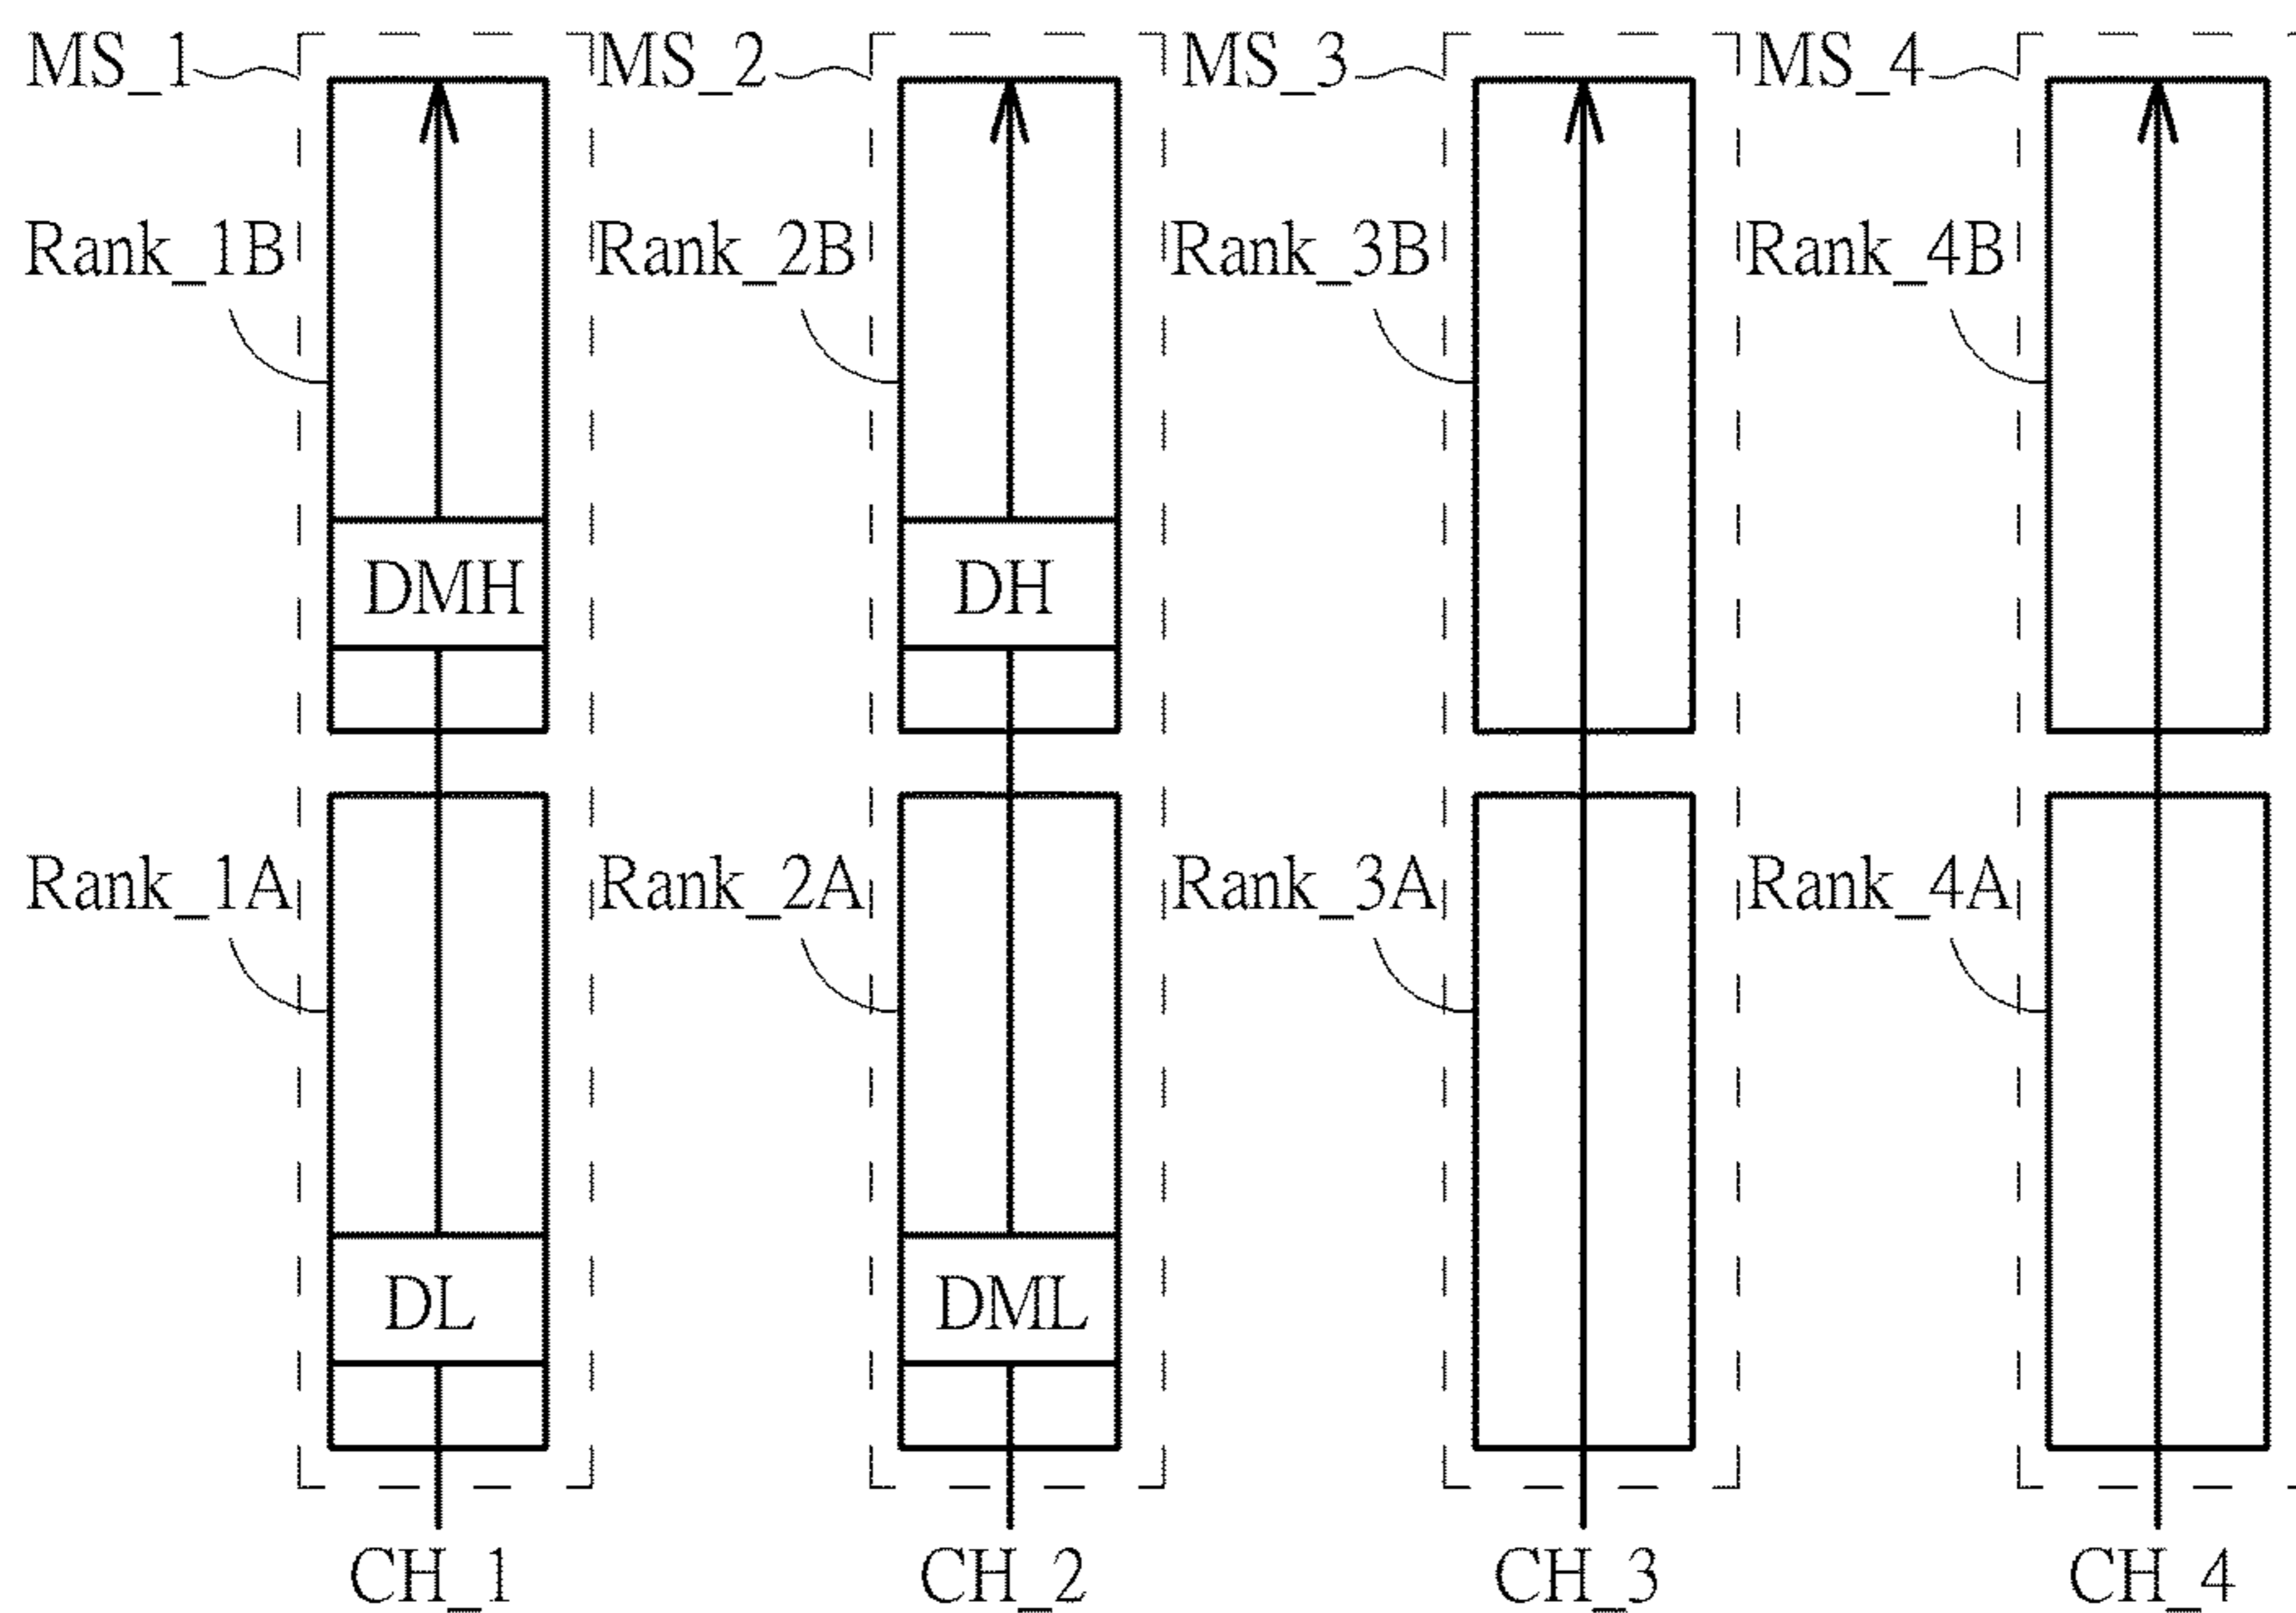 MS_1 MS_2 MS_3 MS_4
Rank_1B Rank_2B Rank_3B Rank_4B
DMH DH
Rank_1A Rank_2A Rank_3A Rank_4A
DL DML
CH_1 CH_2 CH_3 CH_4